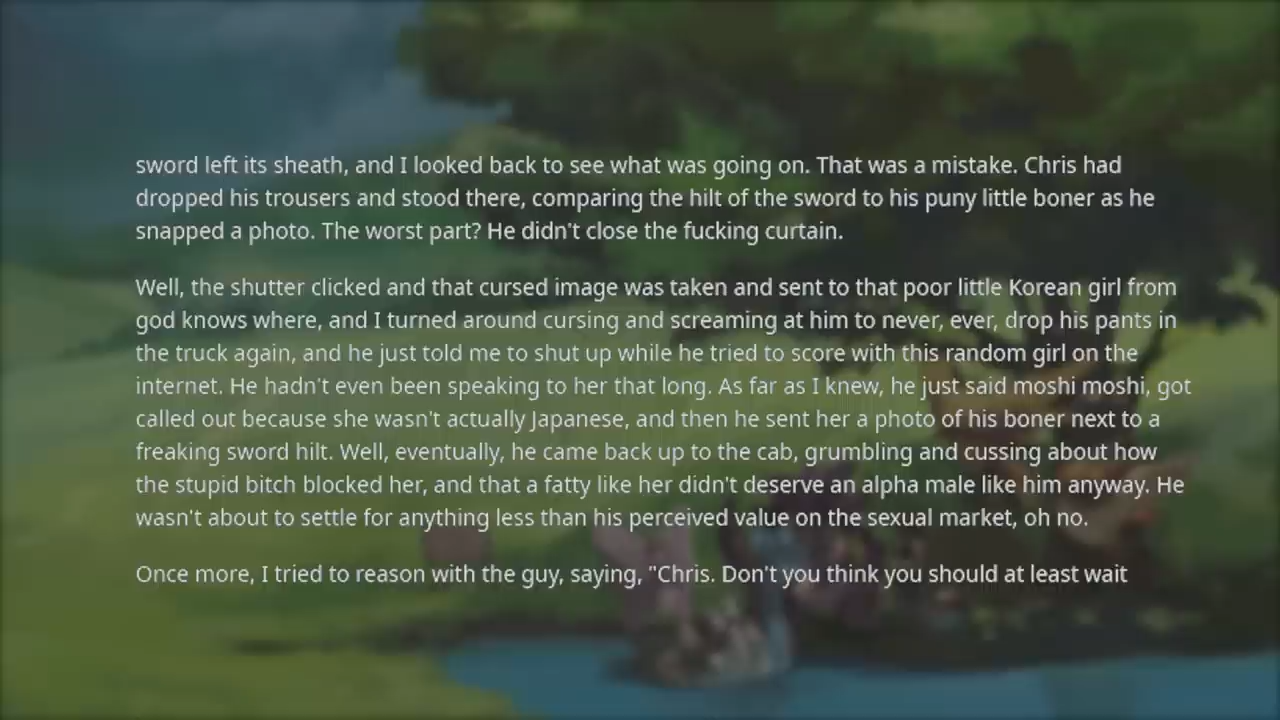 sword left its sheath, and I looked back to see what was going on. That was a mistake. Chris had
dropped his trousers and stood there, comparing the hilt of the sword to his puny little boner as he
snapped a photo. The worst part? He didn't close the fucking curtain.
Well, the shutter clicked and that cursed image was taken and sent to that poor little Korean girl from
god knows where, and I turned around cursing and screaming at him to never, ever, drop his pants in
the truck again, and he just told me to shut up while he tried to score with this random girl on the
internet. He hadn't even been speaking to her that long. As far as I knew, he just said moshi moshi, got
called out because she wasn't actually Japanese, and then he sent her a photo of his boner next to a
freaking sword hilt. Well, eventually, he came back up to the cab, grumbling and cussing about how
the stupid bitch blocked her, and that a fatty like her didn't deserve an alpha male like him anyway. He
wasn't about to settle for anything less than his perceived value on the sexual market, oh no.
Once more, I tried to reason with the guy, saying, "Chris. Don't you think you should at least wait